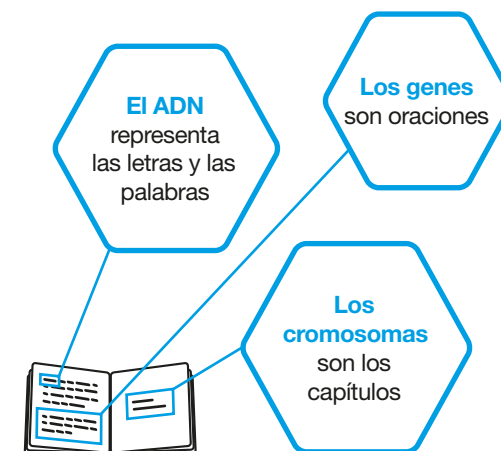 El ADN
representa
las letras y las
palabras
Los genes
son oraciones
Los
cromosomas
son los
capítulos